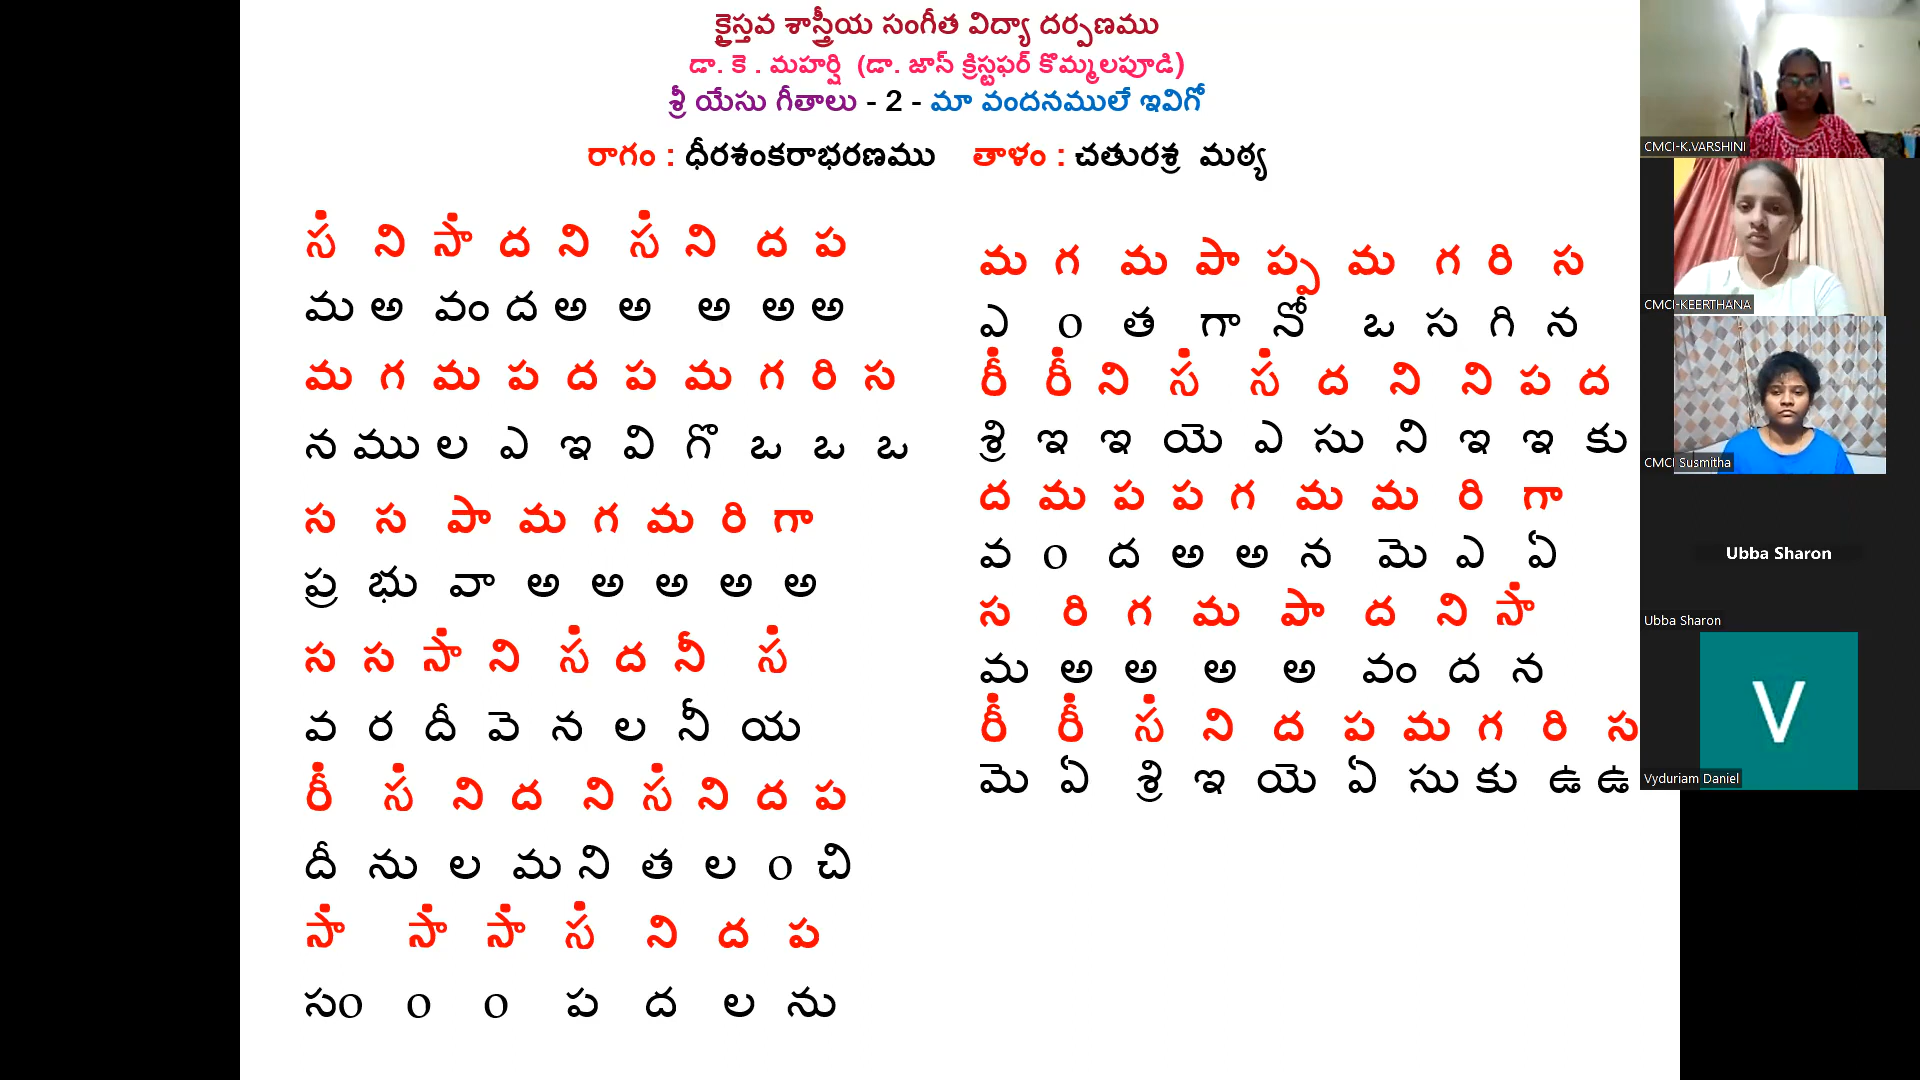 క్రైస్తవ శాస్త్రీయ సంగీత విద్యా దర్పణము
డా. కె . మహర్షి (డా. జాస్ క్రిస్టఫర్ కొమ్మలపూడి)
శ్రీ యేసు గీతాలు - 2 - మా వందనములే ఇవిగో
రాగం : ధీరశంకరాభరణము తాళం : చతురశ్ర మఠ్య
స̇ ని సా̇ ద ని స̇ ని ద ప
మ అ వం ద అ అ అ అ అ
మ గ మ ప ద ప మ గ రి స
న ము ల ఎ ఇ వి గొ ఒ ఒ ఒ
స స పా మ గ మ రి గా
ప్ర భు వా అ అ అ అ అ
స స సా̇ ని స̇ ద నీ స̇
వ ర దీ వె న ల నీ య
రీ̇ స̇ ని ద ని స̇ ని ద ప
దీ ను ల మ ని త ల ం చి
సా̇ సా̇ సా̇ స̇ ని ద ప
సం ం ం ప ద ల ను
మ గ మ పా ప్ప మ గ రి స
ఎ ం త గా నో ఒ స గి న
రీ̇ రీ̇ ని స̇ స̇ ద ని ని ప ద
శ్రి ఇ ఇ యె ఎ సు ని ఇ ఇ కు
ద మ ప ప గ మ మ రి గా
వ ం ద అ అ న మె ఎ ఏ
స రి గ మ పా ద ని సా̇
మ అ అ అ అ వం ద న
రీ̇ రీ̇ స̇ ని ద ప మ గ రి స
మె ఏ శ్రి ఇ యె ఏ సు కు ఉ ఉ
CMCI-K.VARSHINI
CMCI-KEERTHANA
CMCI Susmitha
Ubba Sharon
Ubba Sharon
V
Vyduriam Daniel